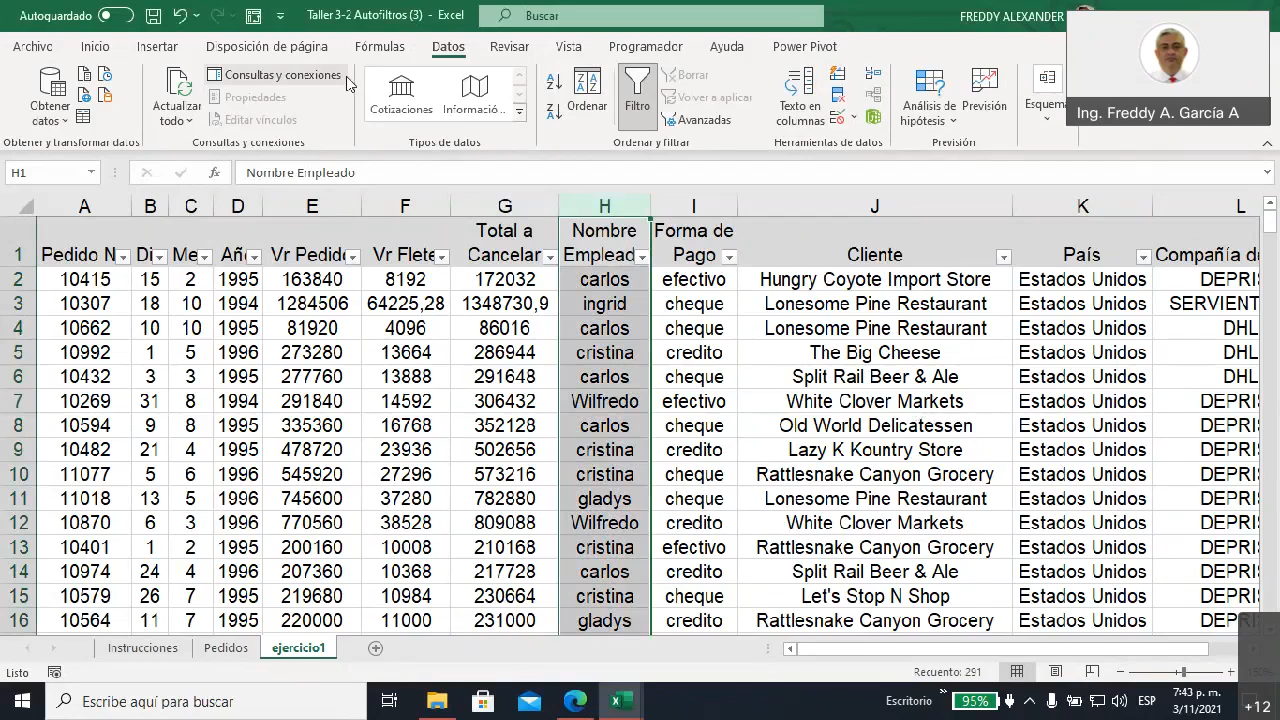 Autoguardado Taller 3-2 Autofiltros (3) - Excel Buscar FREDDY ALEXANDER
Archivo Inicio Insertar Disposición de página Fórmulas Datos Revisar Vista Programador Ayuda Power Pivot
Obtener datos Actualizar todo Consultas y conexiones Propiedades Editar vínculos Cotizaciones Informació... Ordenar Filtro Borrar Vuelva a aplicar Avanzadas Texto en columnas Análisis de hipótesis Previsión Esquema
Ing. Freddy A. García A
Obtener y transformar datos Consultas y conexiones Tipos de datos Ordenar y filtrar Herramientas de datos Previsión
H1 fx Nombre Empleado
A B C D E F G H I J K L
1 Pedido N Di Me Año Vr Pedido Vr Flete Total a Cancelar Nombre Emplead Forma de Pago Cliente País Compañía de
2 10415 15 2 1995 163840 8192 172032 carlos efectivo Hungry Coyote Import Store Estados Unidos DEPRIS
3 10307 18 10 1994 1284506 64225,28 1348730,9 ingrid cheque Lonesome Pine Restaurant Estados Unidos SERVIENT
4 10662 10 10 1995 81920 4096 86016 carlos cheque Lonesome Pine Restaurant Estados Unidos DHL
5 10992 1 5 1996 273280 13664 286944 cristina credito The Big Cheese Estados Unidos DHL
6 10432 3 3 1995 277760 13888 291648 carlos cheque Split Rail Beer & Ale Estados Unidos DHL
7 10269 31 8 1994 291840 14592 306432 Wilfredo efectivo White Clover Markets Estados Unidos DEPRIS
8 10594 9 8 1995 335360 16768 352128 carlos cheque Old World Delicatessen Estados Unidos DEPRIS
9 10482 21 4 1995 478720 23936 502656 cristina credito Lazy K Kountry Store Estados Unidos DEPRIS
10 11077 5 6 1996 545920 27296 573216 cristina cheque Rattlesnake Canyon Grocery Estados Unidos DEPRIS
11 11018 13 5 1996 745600 37280 782880 gladys cheque Lonesome Pine Restaurant Estados Unidos DEPRIS
12 10870 6 3 1996 770560 38528 809088 Wilfredo credito White Clover Markets Estados Unidos DEPRIS
13 10401 1 2 1995 200160 10008 210168 cristina efectivo Rattlesnake Canyon Grocery Estados Unidos DEPRIS
14 10974 24 4 1996 207360 10368 217728 carlos credito Split Rail Beer & Ale Estados Unidos DEPRIS
15 10579 26 7 1995 219680 10984 230664 cristina cheque Let's Stop N Shop Estados Unidos DEPRIS
16 10564 11 7 1995 220000 11000 231000 gladys credito Rattlesnake Canyon Grocery Estados Unidos DEPRIS
Instrucciones Pedidos ejercicio1
Listo Recuento: 291
Escribe aquí para buscar Escritorio 95% ESP 7:43 p. m. 3/11/2021 +12